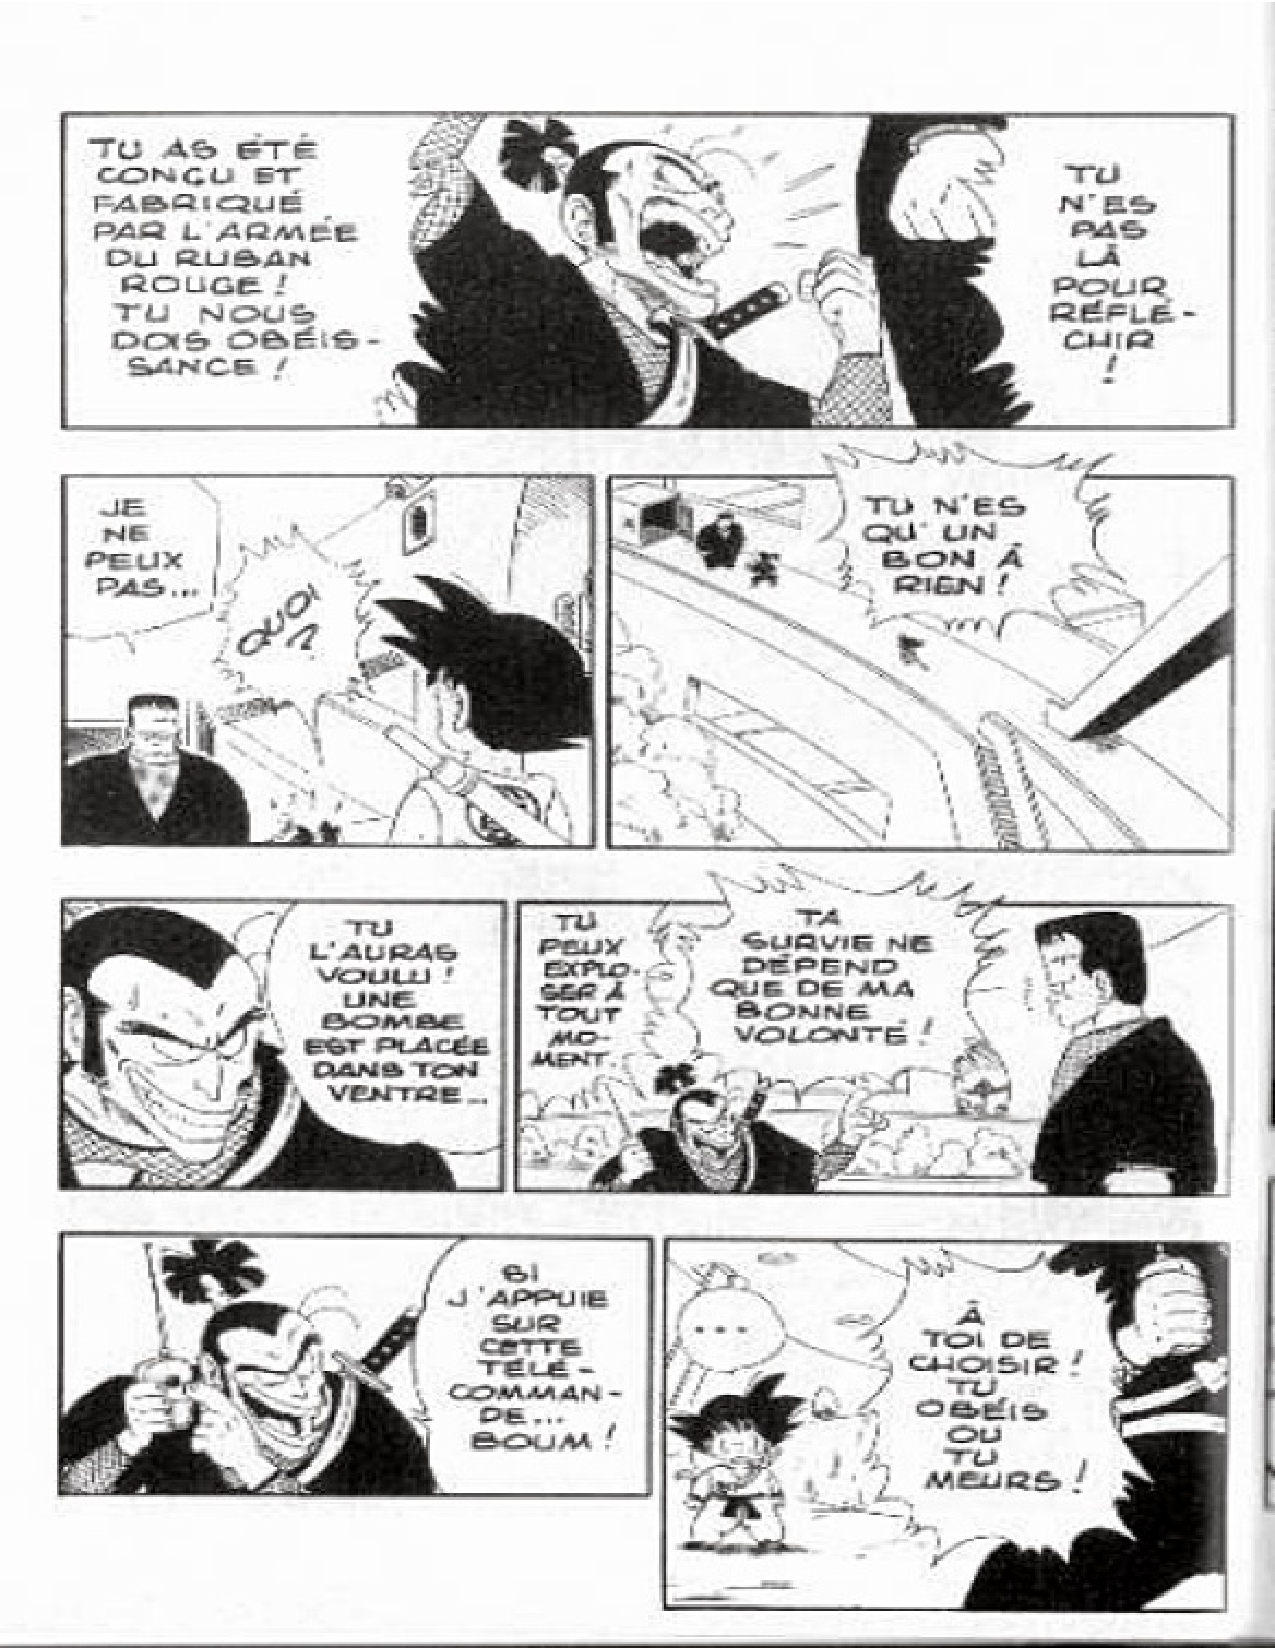 TU AS ÉTÉ
CONÇU ET
FABRIQUÉ
PAR L'ARMÉE
DU RUBAN
ROUGE !
TU NOUS
DOIS OBÉIS-
SANCE !
TU
N'ES
PAS
LÀ
POUR
RÉFLÉ-
CHIR
!
JE
NE
PEUX
PAS...
QUOI
!?
TU N'ES
QU'UN
BON À
RIEN !
TU
L'AURAS
VOULU !
UNE
BOMBE
EST PLACÉE
DANS TON
VENTRE...
TU
PEUX
EXPLO-
SER À
TOUT
MO-
MENT.
TA
SURVIE NE
DÉPEND
QUE DE MA
BONNE
VOLONTÉ !
SI
J'APPUIE
SUR
CETTE
TÉLÉ-
COMMAN-
DE...
BOUM !
...
À
TOI DE
CHOISIR !
TU
OBÉIS
OU
TU
MEURS !